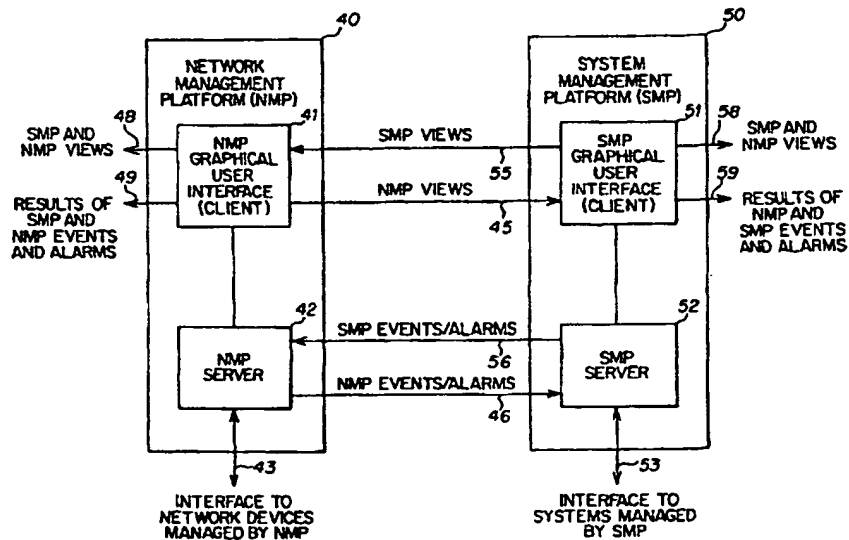 40
50
NETWORK
MANAGEMENT
PLATFORM (NMP)
SYSTEM
MANAGEMENT
PLATFORM (SMP)
48
SMP AND
NMP VIEWS
49
RESULTS OF
SMP AND
NMP EVENTS
AND ALARMS
41
NMP
GRAPHICAL
USER
INTERFACE
(CLIENT)
SMP VIEWS
55
NMP VIEWS
45
51
SMP
GRAPHICAL
USER
INTERFACE
(CLIENT)
58
SMP AND
NMP VIEWS
59
RESULTS OF
NMP AND
SMP EVENTS
AND ALARMS
42
NMP
SERVER
SMP EVENTS/ALARMS
56
NMP EVENTS/ALARMS
46
52
SMP
SERVER
43
INTERFACE TO
NETWORK DEVICES
MANAGED BY NMP
53
INTERFACE TO
SYSTEMS MANAGED
BY SMP